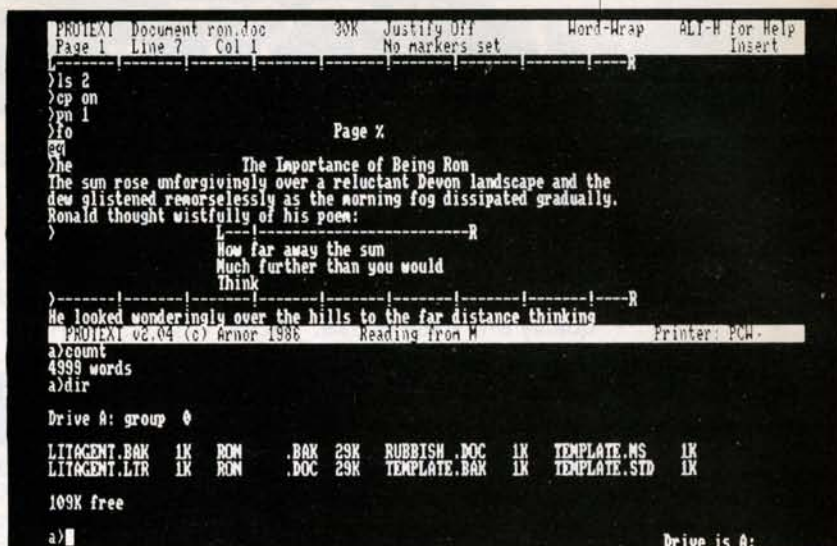 PROTEXT Document ron.doc 30K Justify Off Word-Wrap ALT-H for Help
Page 1 Line 7 Col 1 No markers set Insert
L-------!-------!-------!-------!-------!-------!-------!-------!----R
>ls 2
>cp on
>pn 1
>fo Page %
eq
>he The Importance of Being Ron
The sun rose unforgivingly over a reluctant Devon landscape and the
dew glistened remorselessly as the morning fog dissipated gradually.
Ronald thought wistfully of his poem:
> L---!--------------------------R
How far away the sun
Much further than you would
Think
>-------!-------!-------!-------!-------!-------!-------!-------!----R
He looked wonderingly over the hills to the far distance thinking
PROTEXT v2.04 (c) Arnor 1986 Reading from M Printer: PCW
a>count
4999 words
a>dir
Drive A: group 0
LITAGENT.BAK 1K RON .BAK 29K RUBBISH .DOC 1K TEMPLATE.MS 1K
LITAGENT.LTR 1K RON .DOC 29K TEMPLATE.BAK 1K TEMPLATE.STD 1K
109K free
a>
Drive is A: